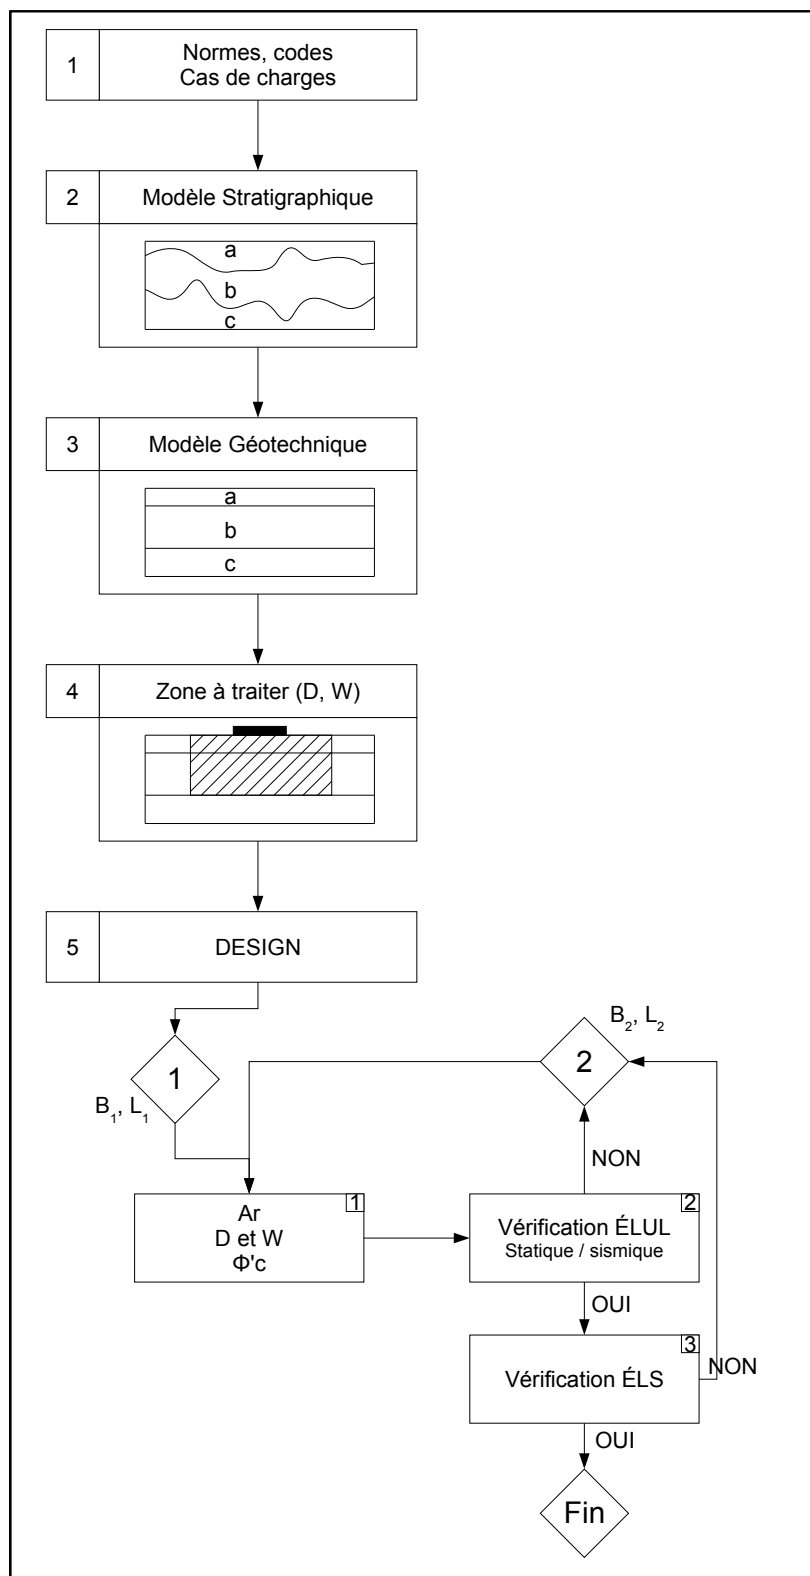 1
Normes, codes
Cas de charges
2
Modèle Stratigraphique
a
b
c
3
Modèle Géotechnique
a
b
c
4
Zone à traiter (D, W)
5
DESIGN
1
B₁, L₁
2
B₂, L₂
NON
1
Ar
D et W
Φ'c
2
Vérification ÉLUL
Statique / sismique
OUI
3
Vérification ÉLS
NON
OUI
Fin